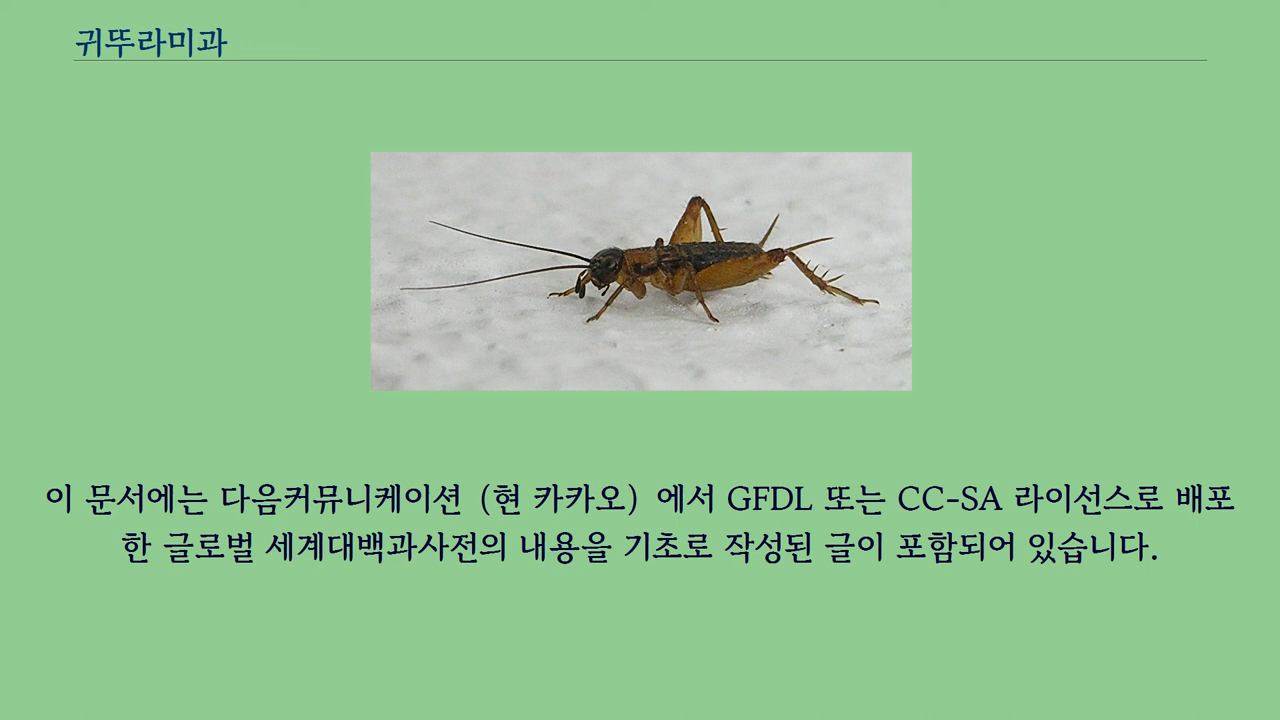 귀뚜라미과
이 문서에는 다음커뮤니케이션 (현 카카오) 에서 GFDL 또는 CC-SA 라이선스로 배포
한 글로벌 세계대백과사전의 내용을 기초로 작성된 글이 포함되어 있습니다.